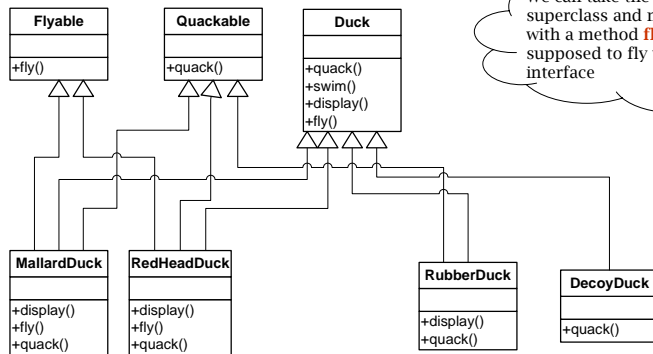 We can take the
superclass and
with a method
supposed to fly
interface
Flyable
+fly()
Quackable
+quack()
Duck
+quack()
+swim()
+display()
+fly()
MallardDuck
+display()
+fly()
+quack()
RedHeadDuck
+display()
+fly()
+quack()
RubberDuck
+display()
+quack()
DecoyDuck
+quack()